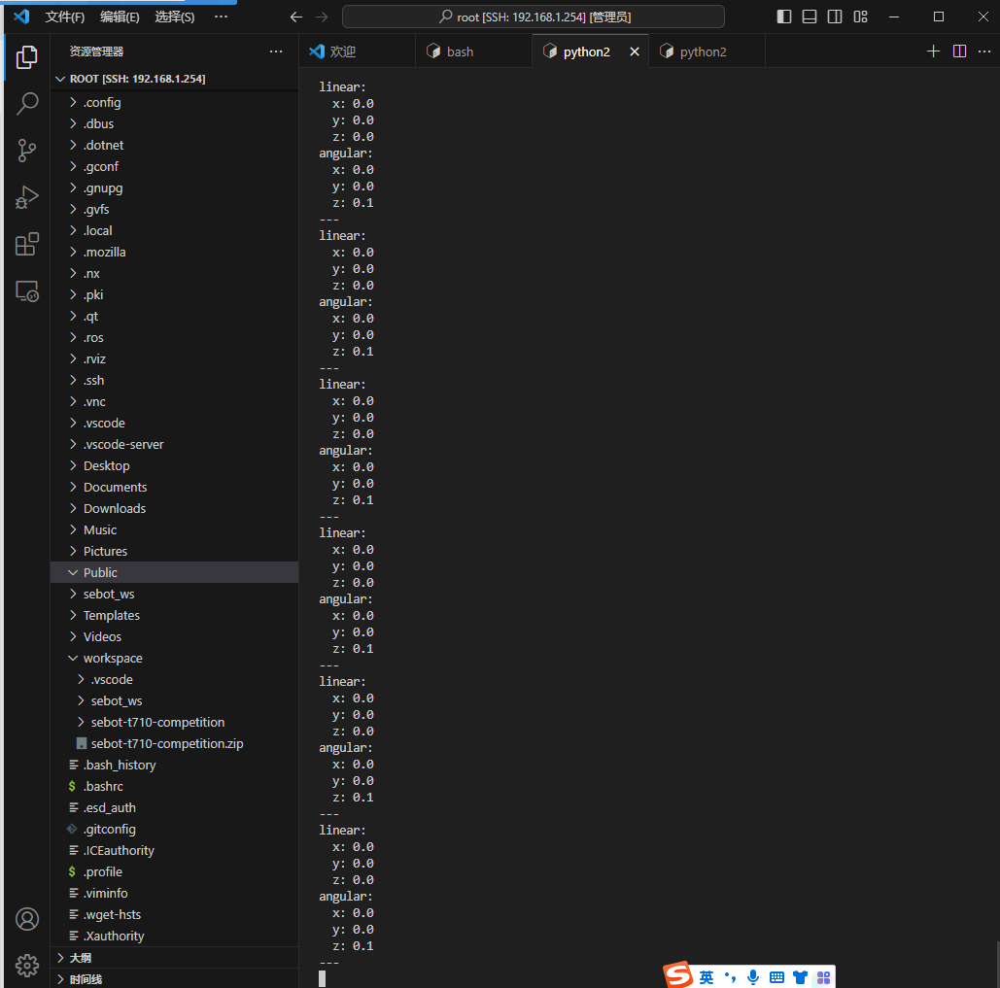 文件(F) 编辑(E) 选择(S) ··· root [SSH: 192.168.1.254] [管理员]
资源管理器 ···
ROOT [SSH: 192.168.1.254]
.config
.dbus
.dotnet
.gconf
.gnupg
.gvfs
.local
.mozilla
.nx
.pki
.qt
.ros
.rviz
.ssh
.vnc
.vscode
.vscode-server
Desktop
Documents
Downloads
Music
Pictures
Public
sebot_ws
Templates
Videos
workspace
.vscode
sebot_ws
sebot-t710-competition
sebot-t710-competition.zip
.bash_history
$ .bashrc
.esd_auth
.gitconfig
.ICEauthority
$ .profile
.viminfo
.wget-hsts
.Xauthority
大纲
时间线
欢迎 bash python2 python2
linear:
x: 0.0
y: 0.0
z: 0.0
angular:
x: 0.0
y: 0.0
z: 0.1
---
linear:
x: 0.0
y: 0.0
z: 0.0
angular:
x: 0.0
y: 0.0
z: 0.1
---
linear:
x: 0.0
y: 0.0
z: 0.0
angular:
x: 0.0
y: 0.0
z: 0.1
---
linear:
x: 0.0
y: 0.0
z: 0.0
angular:
x: 0.0
y: 0.0
z: 0.1
---
linear:
x: 0.0
y: 0.0
z: 0.0
angular:
x: 0.0
y: 0.0
z: 0.1
---
linear:
x: 0.0
y: 0.0
z: 0.0
angular:
x: 0.0
y: 0.0
z: 0.1
---
S 英